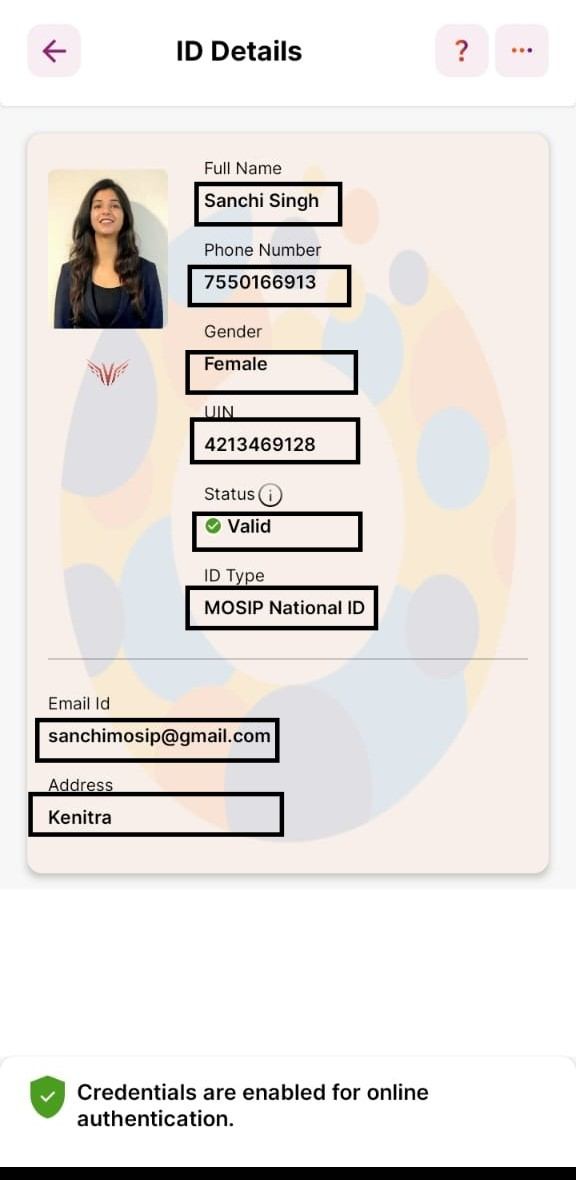 ID Details
?
Full Name
Sanchi Singh
Phone Number
7550166913
Gender
Female
UIN
4213469128
Status
Valid
ID Type
MOSIP National ID
Email Id
sanchimosip@gmail.com
Address
Kenitra
Credentials are enabled for online
authentication.